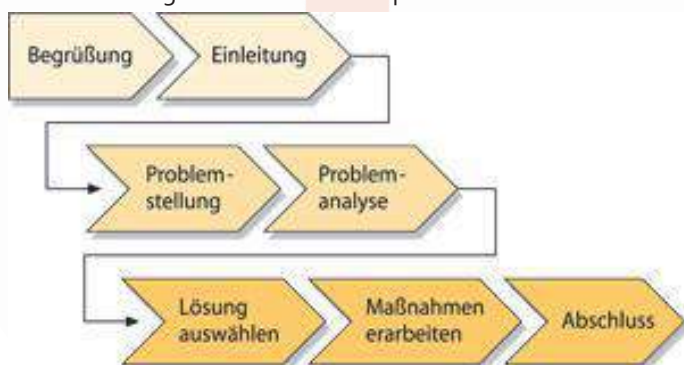 Begrüßung
Einleitung
Problem-
stellung
Problem-
analyse
Lösung
auswählen
Maßnahmen
erarbeiten
Abschluss